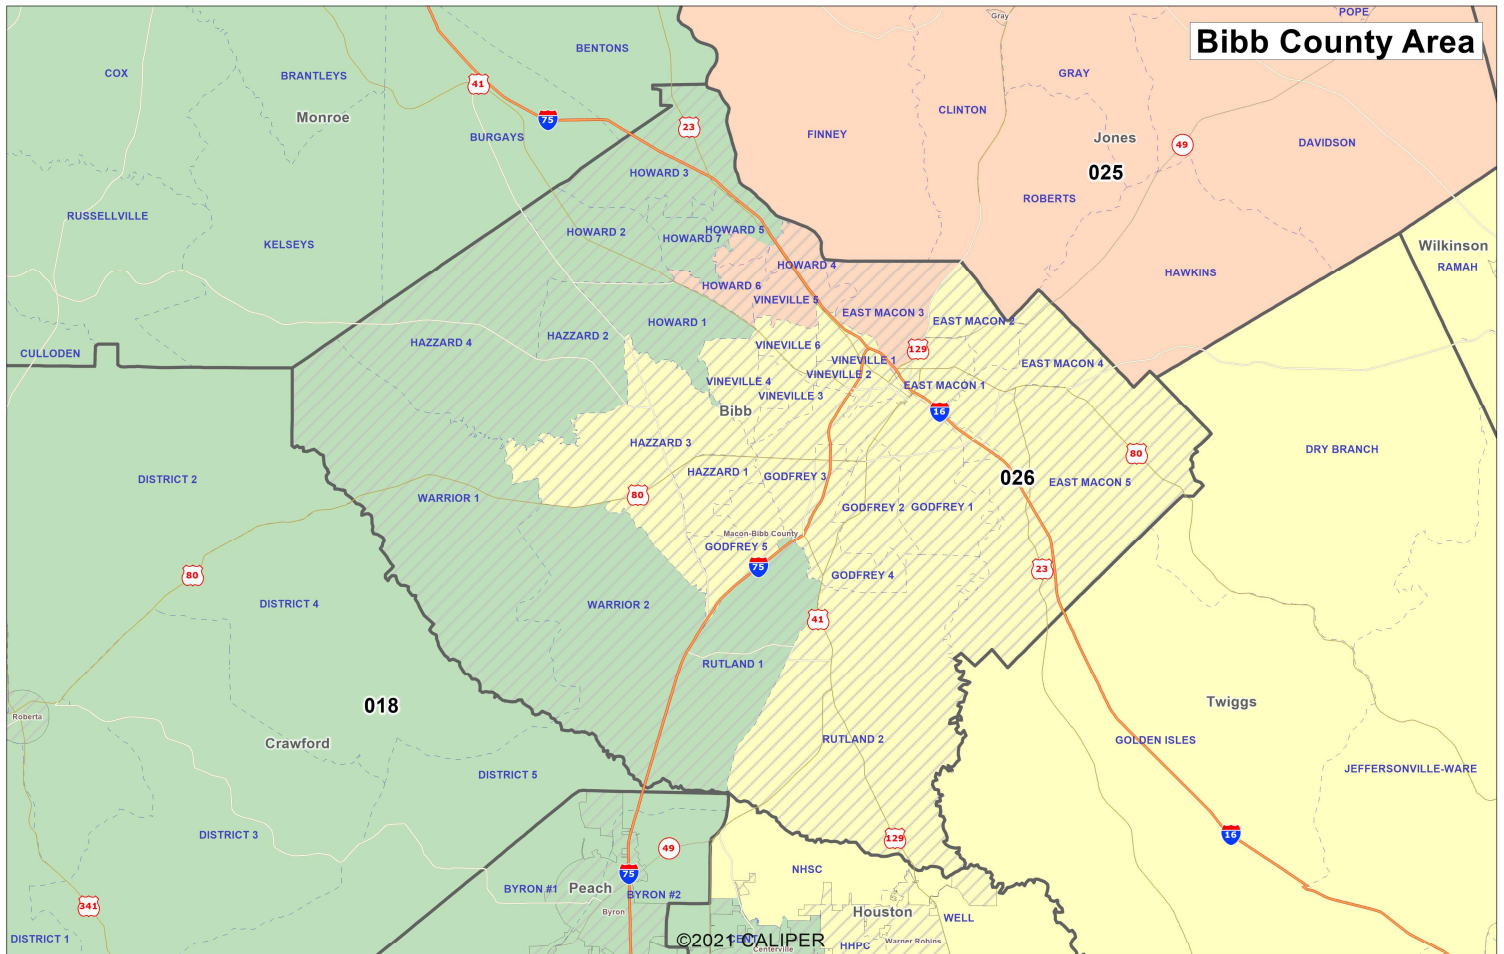 POPE
Gray
Bibb County Area
BENTONS
COX
BRANTLEYS
GRAY
41
CLINTON
Monroe
75
23
FINNEY
BURGAYS
Jones
49
DAVIDSON
025
HOWARD 3
ROBERTS
RUSSELLVILLE
HOWARD 2
HOWARD 5
HOWARD 7
KELSEYS
Wilkinson
HOWARD 4
RAMAH
HAWKINS
HOWARD 6
VINEVILLE 5
EAST MACON 3
HOWARD 1
EAST MACON 2
HAZZARD 2
HAZZARD 4
VINEVILLE 6
129
CULLODEN
VINEVILLE 1
EAST MACON 4
VINEVILLE 2
VINEVILLE 4
EAST MACON 1
VINEVILLE 3
Bibb
16
HAZZARD 3
DRY BRANCH
80
HAZZARD 1
GODFREY 3
026
DISTRICT 2
EAST MACON 5
80
WARRIOR 1
GODFREY 2
GODFREY 1
Macon-Bibb County
GODFREY 5
75
23
80
GODFREY 4
DISTRICT 4
WARRIOR 2
41
RUTLAND 1
018
Twiggs
Roberta
RUTLAND 2
GOLDEN ISLES
Crawford
JEFFERSONVILLE-WARE
DISTRICT 5
DISTRICT 3
129
16
49
NHSC
75
BYRON #1
Peach
BYRON #2
341
Byron
Houston
WELL
DISTRICT 1
©2021 CALIPER
CENT
Centerville
HHPC
Warner Robins